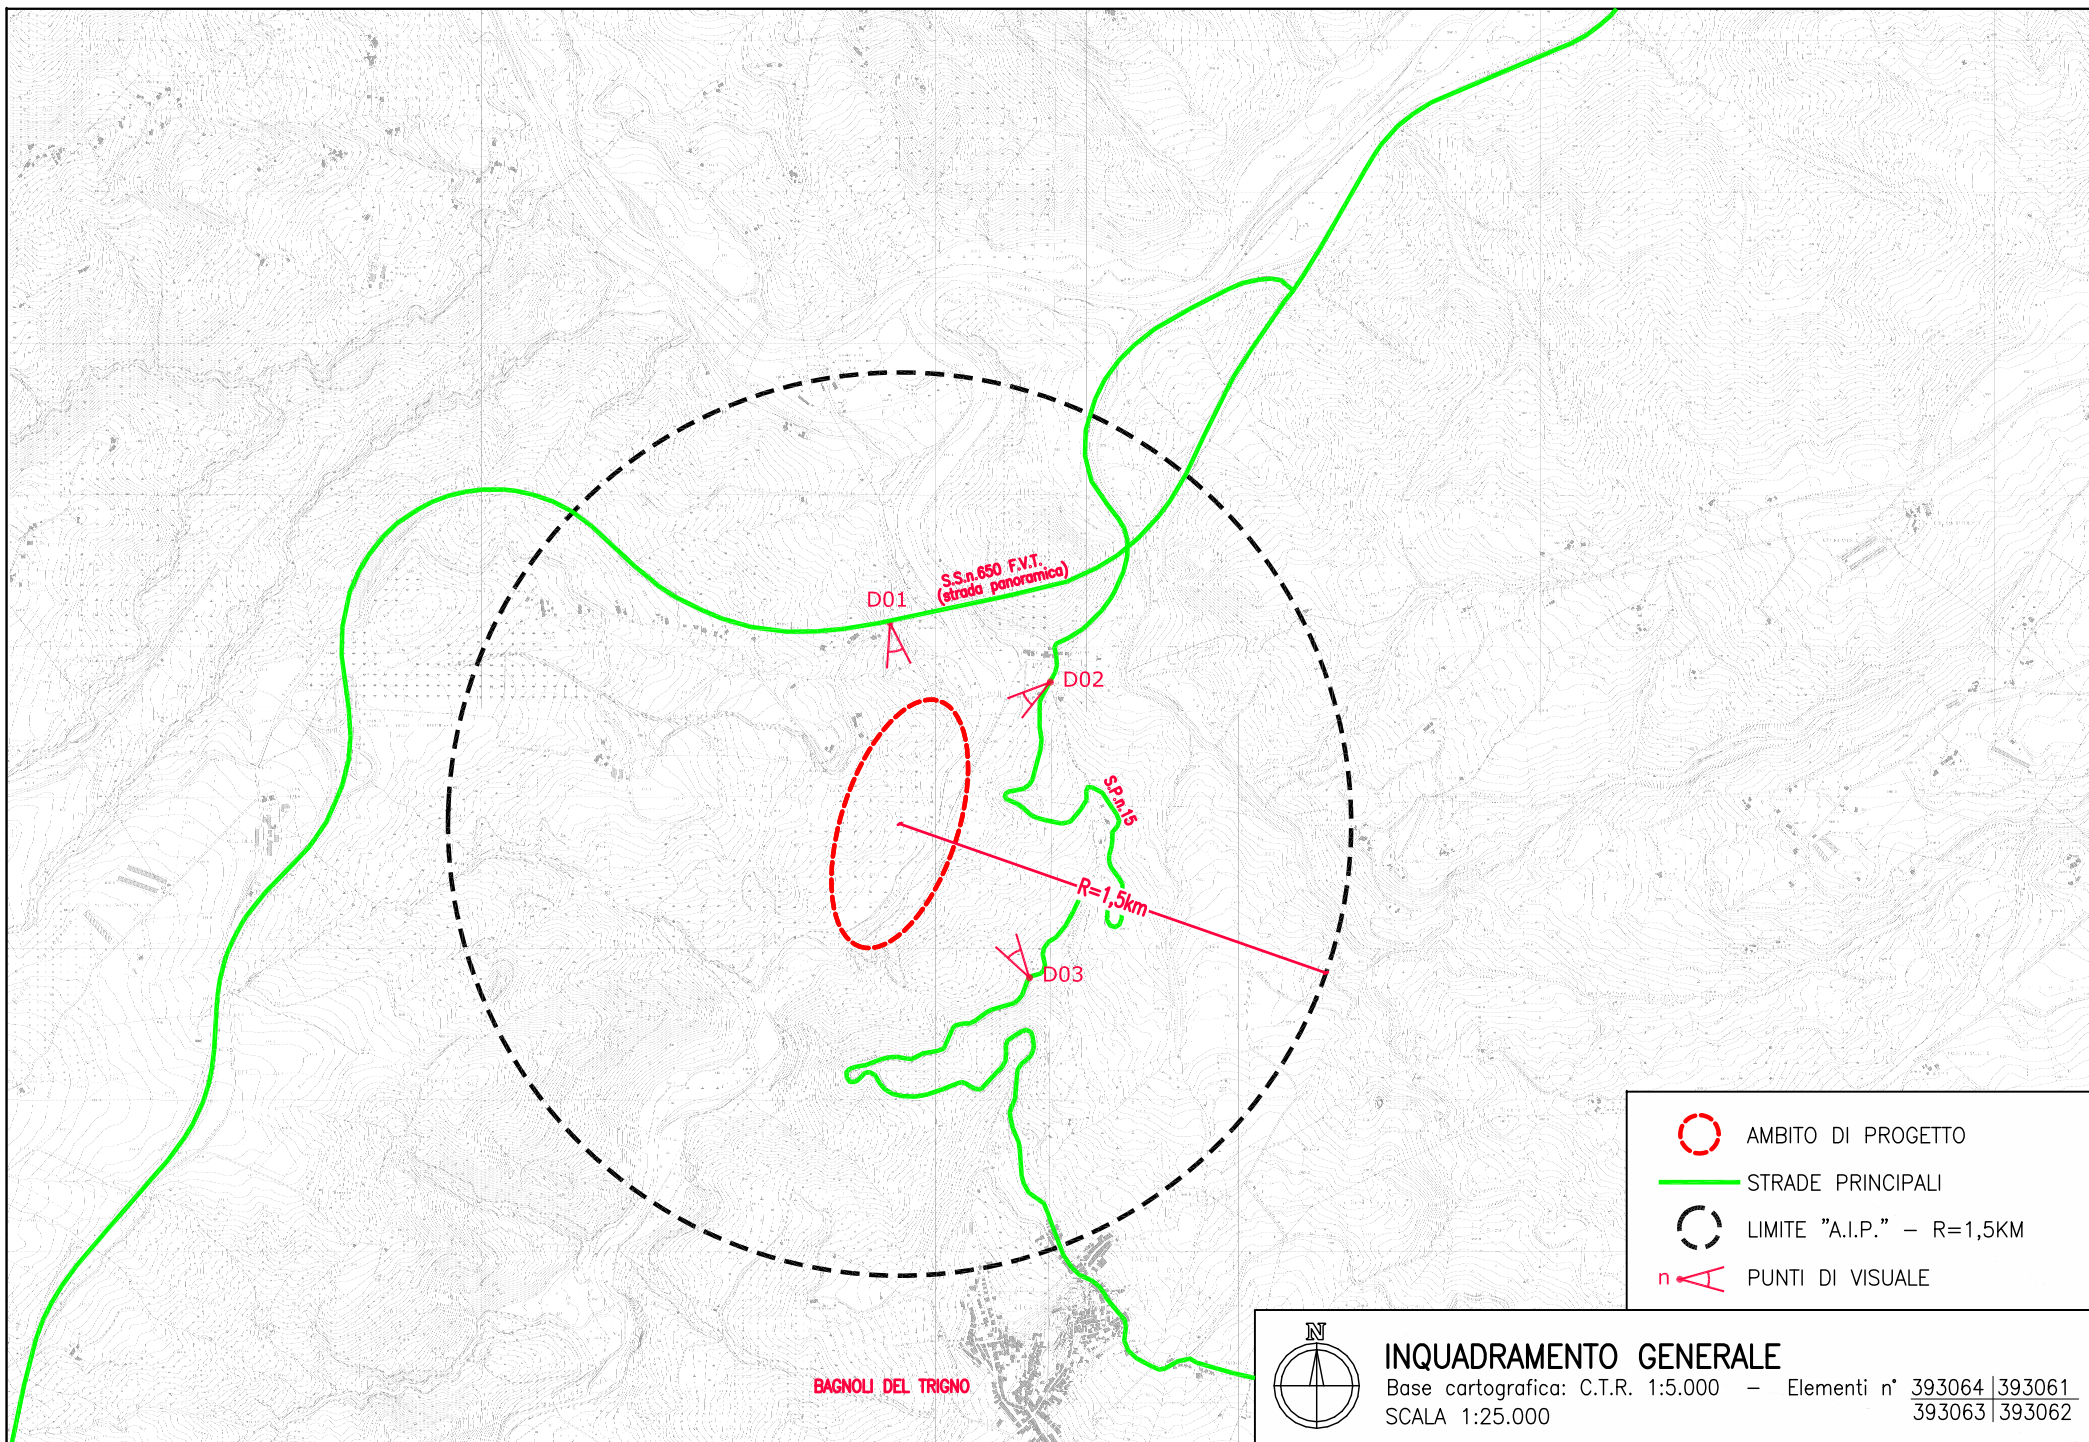 S.S.n.650 F.V.T.
(strada panoramica)
D01
D02
S.P.n.15
R=1,5km
D03
BAGNOLI DEL TRIGNO
AMBITO DI PROGETTO
STRADE PRINCIPALI
LIMITE "A.I.P." – R=1,5KM
n PUNTI DI VISUALE
N
INQUADRAMENTO GENERALE
Base cartografica: C.T.R. 1:5.000 – Elementi n° 393064 393061
SCALA 1:25.000 393063 393062